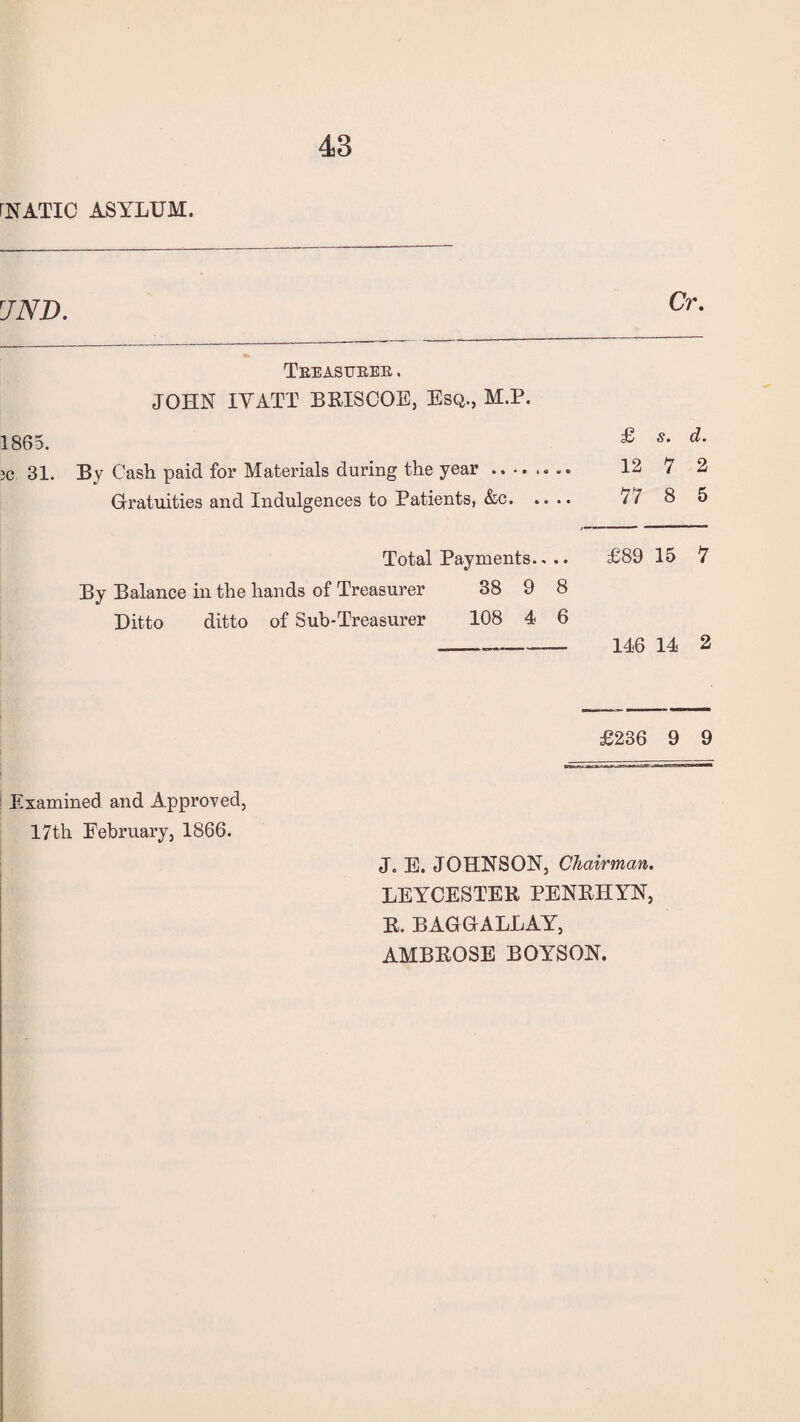 43
NATIC ASYLUM.
UND. Cr.
TREASURER.
JOHN IVATT BRISCOE, ESQ., M.P.
1865. £ s. d.
ec 31. By Cash paid for Materials during the year .. .. .. .. 12 7 2
Gratuities and Indulgences to Patients, &c. .. .. 77 8 5
Total Payments.. .. £89 15 7
By Balance in the hands of Treasurer 38 9 8
Ditto ditto of Sub-Treasurer 108 4 6
146 14 2
£236 9 9
Examined and Approved,
17th February, 1866.
J. E. JOHNSON, Chairman.
LEYCESTER PENRHYN,
R. BAGGALLAY,
AMBROSE BOYSON.